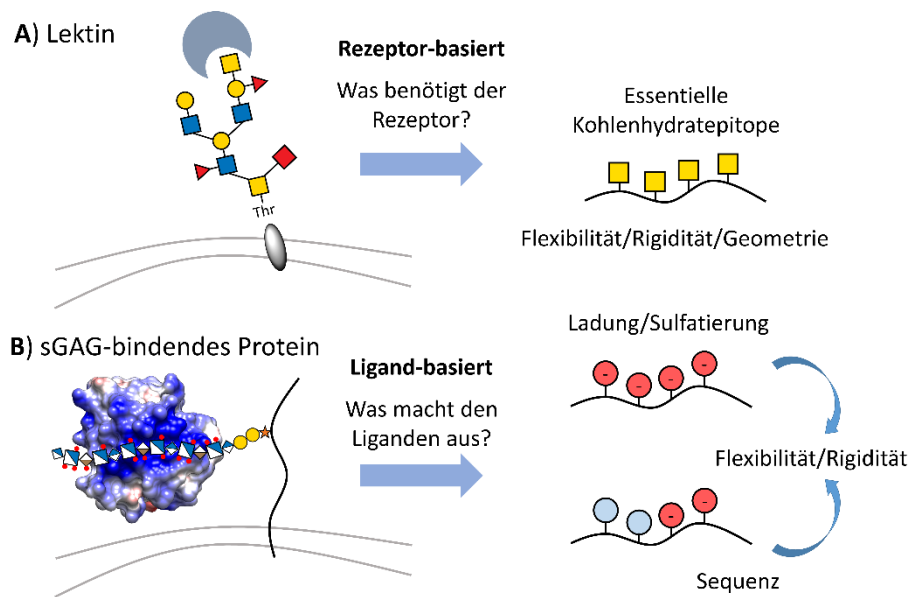 A) Lektin
Rezeptor-basiert
Was benötigt der
Rezeptor?
Essentielle
Kohlenhydratepitope
Thr
Flexibilität/Rigidität/Geometrie
B) sGAG-bindendes Protein
Ligand-basiert
Was macht den
Liganden aus?
Ladung/Sulfatierung
- - - -
Flexibilität/Rigidität
- -
Sequenz